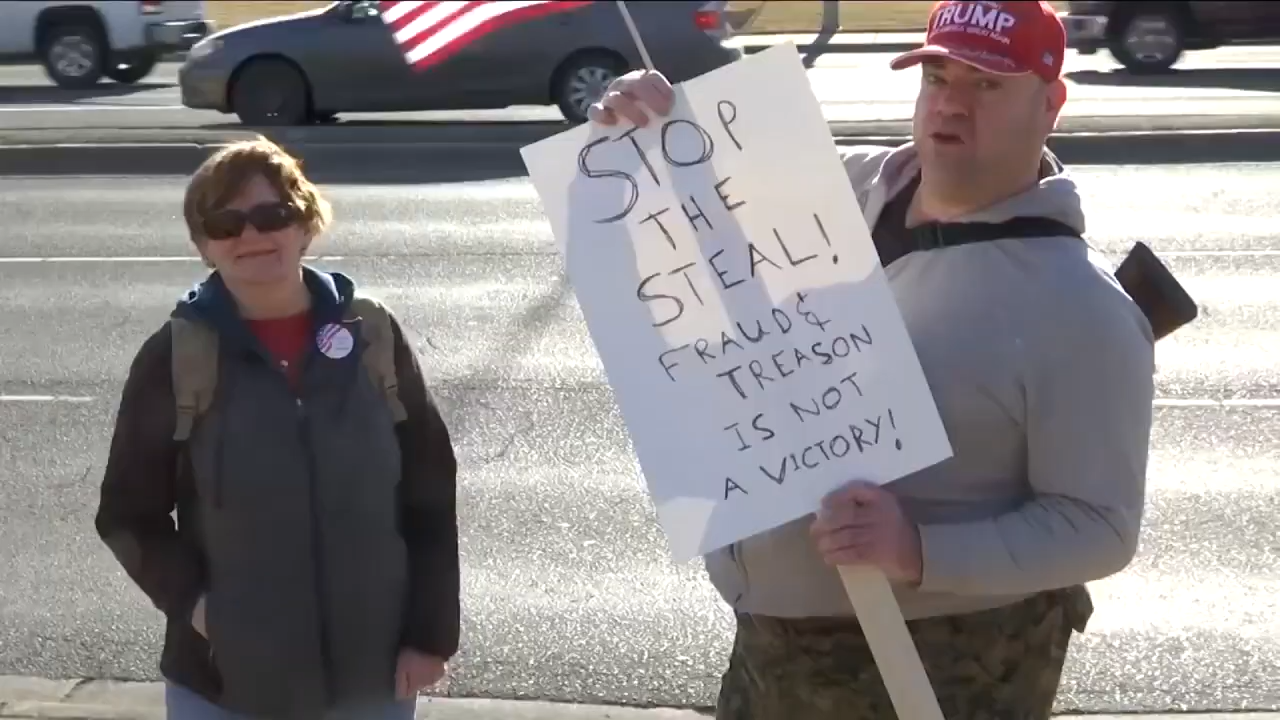 TRUMP
STOP
THE
STEAL!
FRAUD &
TREASON
IS NOT
A VICTORY!